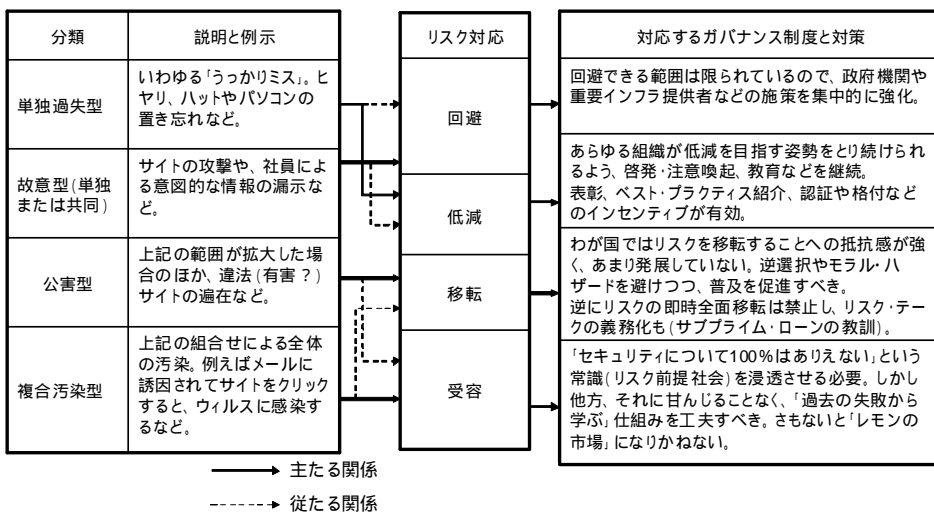 分類
説明と例示
単独過失型
いわゆる「うっかりミス」。ヒ
ヤリ、ハットやパソコンの
置き忘れなど。
故意型(単独
または共同)
サイトの攻撃や、社員によ
る意図的な情報の漏示な
ど。
公害型
上記の範囲が拡大した場
合のほか、違法(有害?)
サイトの遍在など。
複合汚染型
上記の組合せによる全体
の汚染。例えばメールに
誘因されてサイトをクリック
すると、ウィルスに感染す
るなど。
リスク対応
回避
低減
移転
受容
対応するガバナンス制度と対策
回避できる範囲は限られているので、政府機関や
重要インフラ提供者などの施策を集中的に強化。
あらゆる組織が低減を目指す姿勢をとり続けられ
るよう、啓発・注意喚起、教育などを継続。
表彰、ベスト・プラクティス紹介、認証や格付など
のインセンティブが有効。
わが国ではリスクを移転することへの抵抗感が強
く、あまり発展していない。逆選択やモラル・ハ
ザードを避けつつ、普及を促進すべき。
逆にリスクの即時全面移転は禁止し、リスク・テー
クの義務化も(サブプライム・ローンの教訓)。
「セキュリティについて100%はありえない」という
常識(リスク前提社会)を浸透させる必要。しかし
他方、それに甘んじることなく、「過去の失敗から
学ぶ」仕組みを工夫すべき。さもないと「レモンの
市場」になりかねない。
主たる関係
従たる関係